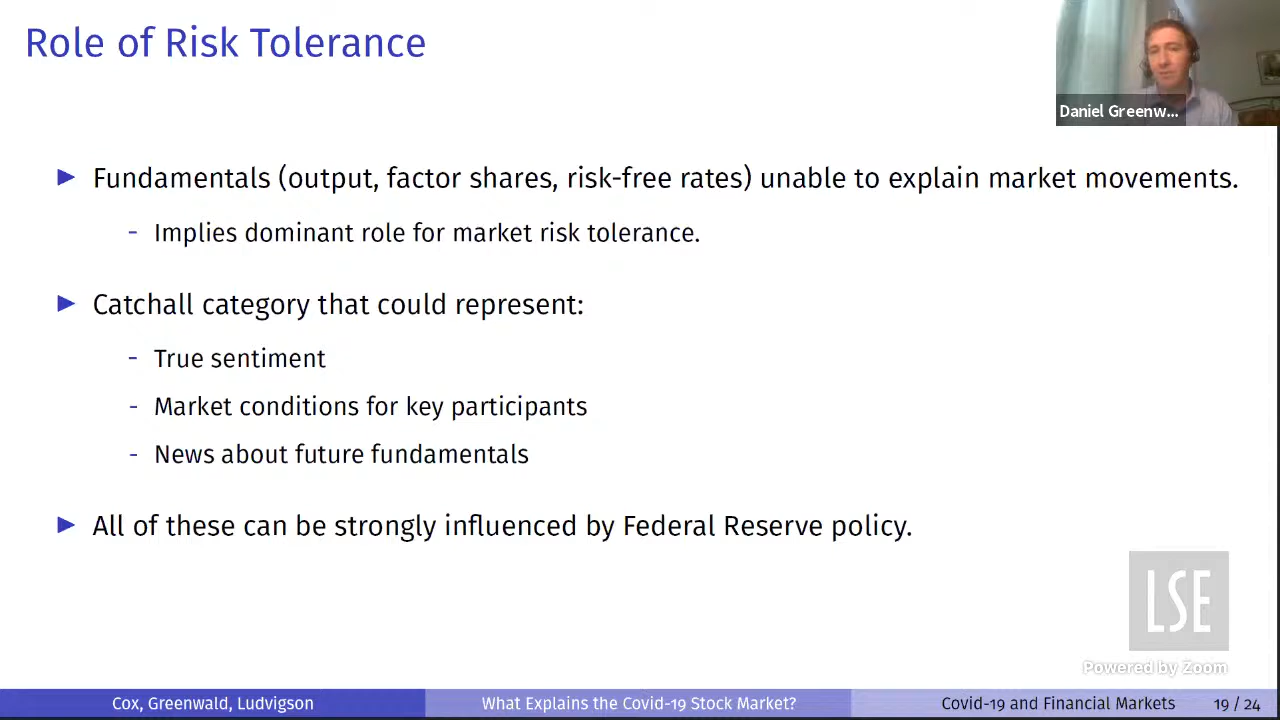 Role of Risk Tolerance
Daniel Greenw...
► Fundamentals (output, factor shares, risk-free rates) unable to explain market movements.
- Implies dominant role for market risk tolerance.
► Catchall category that could represent:
- True sentiment
- Market conditions for key participants
- News about future fundamentals
► All of these can be strongly influenced by Federal Reserve policy.
LSE
Powered by Zoom
Cox, Greenwald, Ludvigson
What Explains the Covid-19 Stock Market?
Covid-19 and Financial Markets
19 / 24